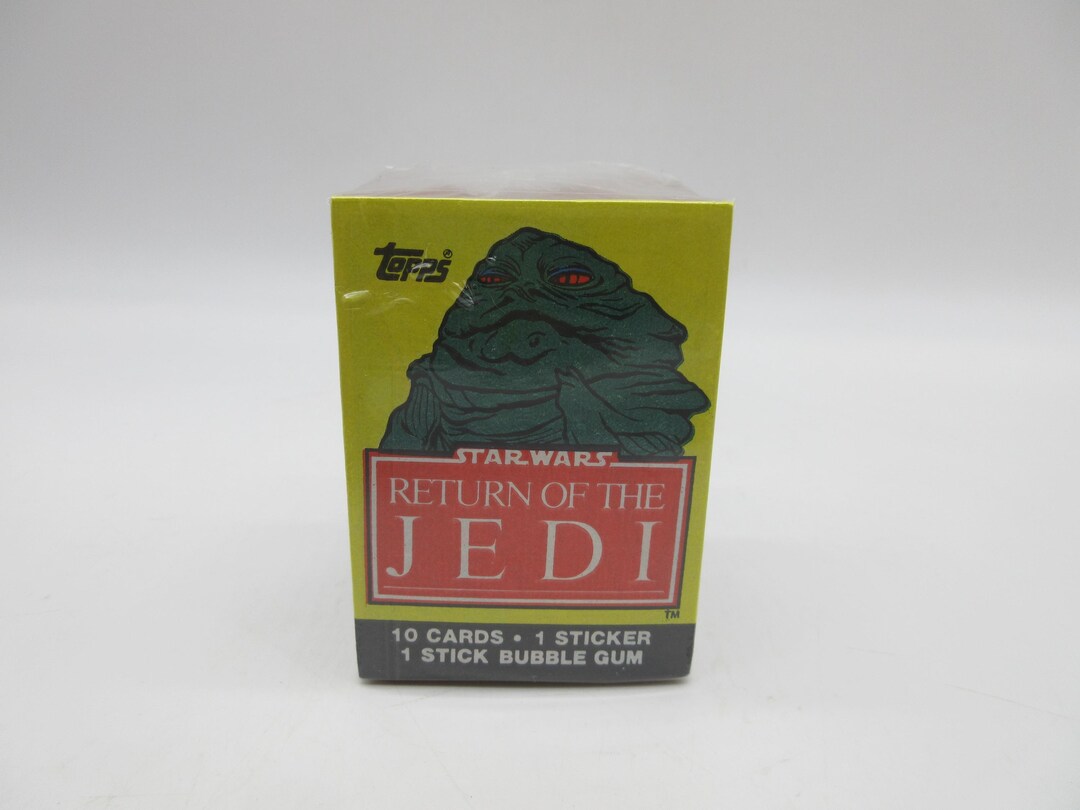 Topps®
STAR WARS
RETURN OF THE
JEDI
TM
10 CARDS • 1 STICKER
1 STICK BUBBLE GUM